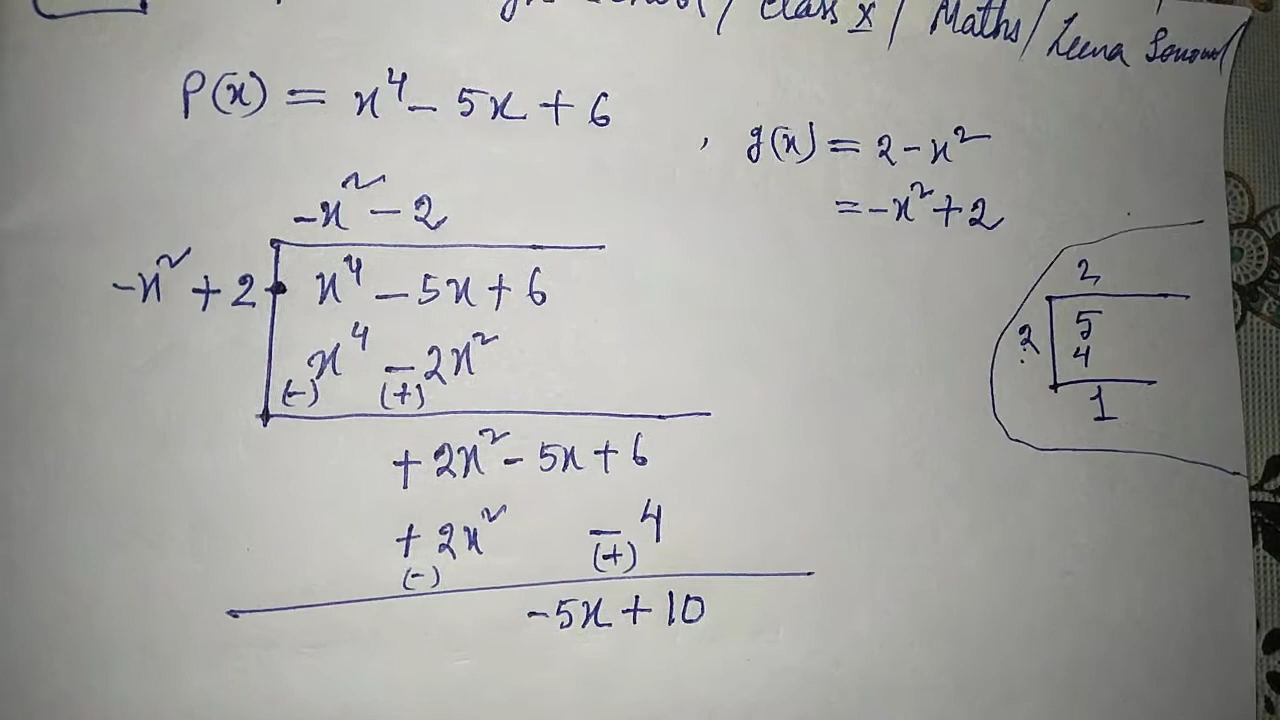 School / Class X / Maths / Leena
P(x) = x⁴ - 5x + 6 , g(x) = 2 - x²
= -x² + 2
-x² - 2
-x² + 2 x⁴ - 5x + 6
x⁴ - 2x²
(-) (+)
+ 2x² - 5x + 6
+ 2x² - 4
(-) (+)
-5x + 10
2
2 5
4
1